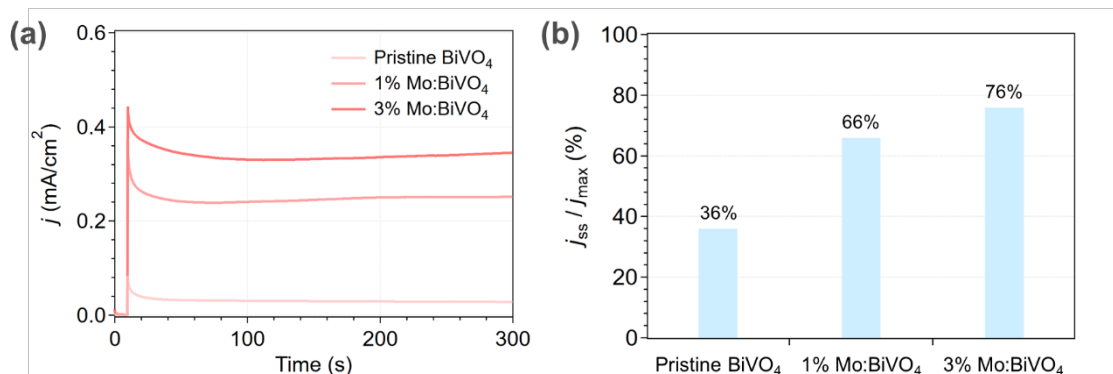 (a)
0.6
0.4
0.2
0.0
j (mA/cm²)
Pristine BiVO₄
1% Mo:BiVO₄
3% Mo:BiVO₄
0
100
200
300
Time (s)
(b)
100
80
60
40
20
0
j_ss / j_max (%)
36%
66%
76%
Pristine BiVO₄ 1% Mo:BiVO₄ 3% Mo:BiVO₄